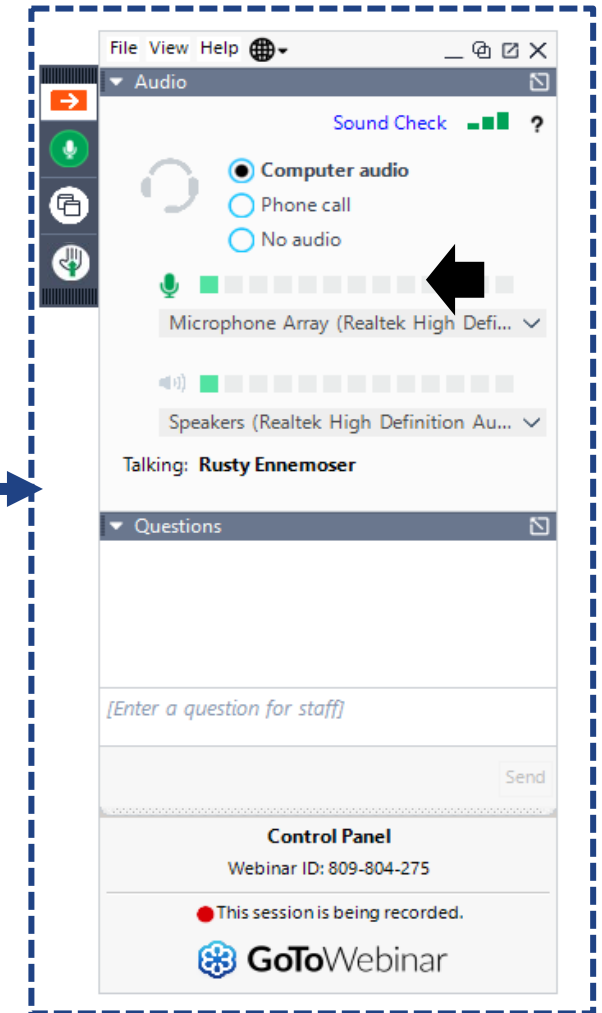 File View Help
Audio
Sound Check ?
Computer audio
Phone call
No audio
Microphone Array (Realtek High Defi...
Speakers (Realtek High Definition Au...
Talking: Rusty Ennemoser
Questions
[Enter a question for staff]
Send
Control Panel
Webinar ID: 809-804-275
This session is being recorded.
GoToWebinar